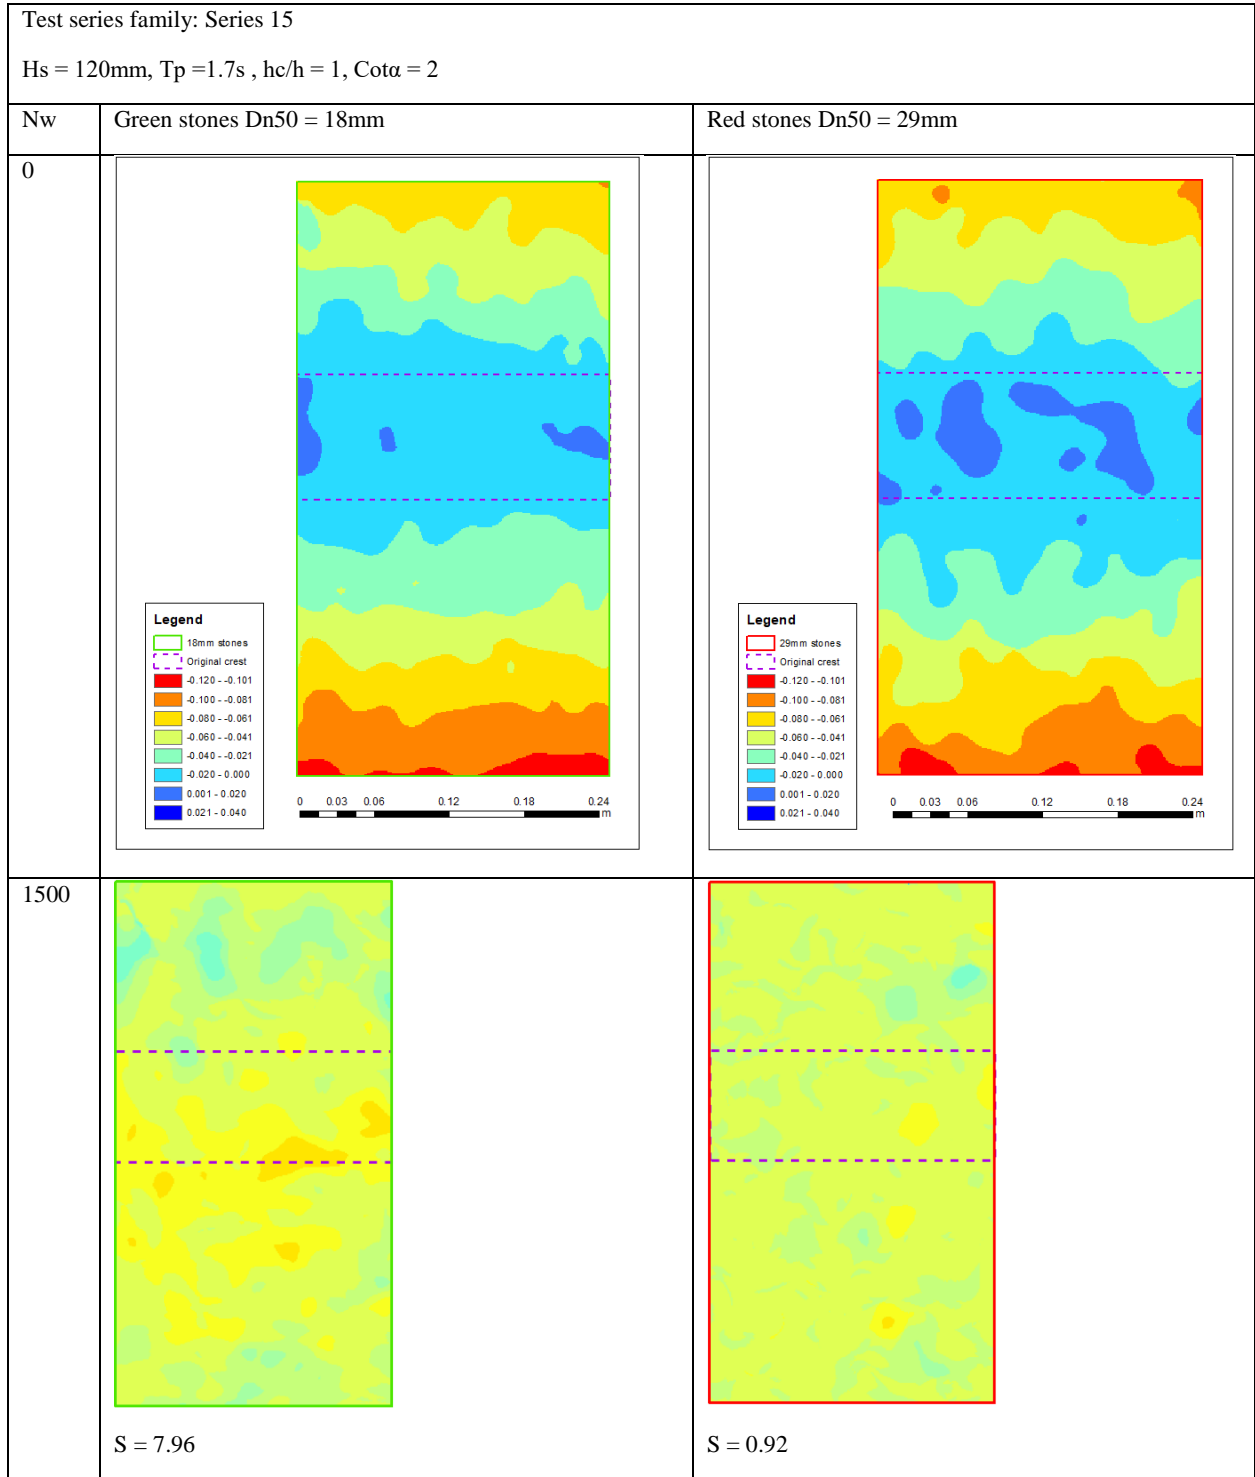 Test series family: Series 15
Hs = 120mm, Tp =1.7s , hc/h = 1, Cotα = 2
Nw
Green stones Dn50 = 18mm
Red stones Dn50 = 29mm
0
Legend
18mm stones
Original crest
-0.120 - -0.101
-0.100 - -0.081
-0.080 - -0.061
-0.060 - -0.041
-0.040 - -0.021
-0.020 - 0.000
0.001 - 0.020
0.021 - 0.040
0 0.03 0.06 0.12 0.18 0.24
m
Legend
29mm stones
Original crest
-0.120 - -0.101
-0.100 - -0.081
-0.080 - -0.061
-0.060 - -0.041
-0.040 - -0.021
-0.020 - 0.000
0.001 - 0.020
0.021 - 0.040
0 0.03 0.06 0.12 0.18 0.24
m
1500
S = 7.96
S = 0.92